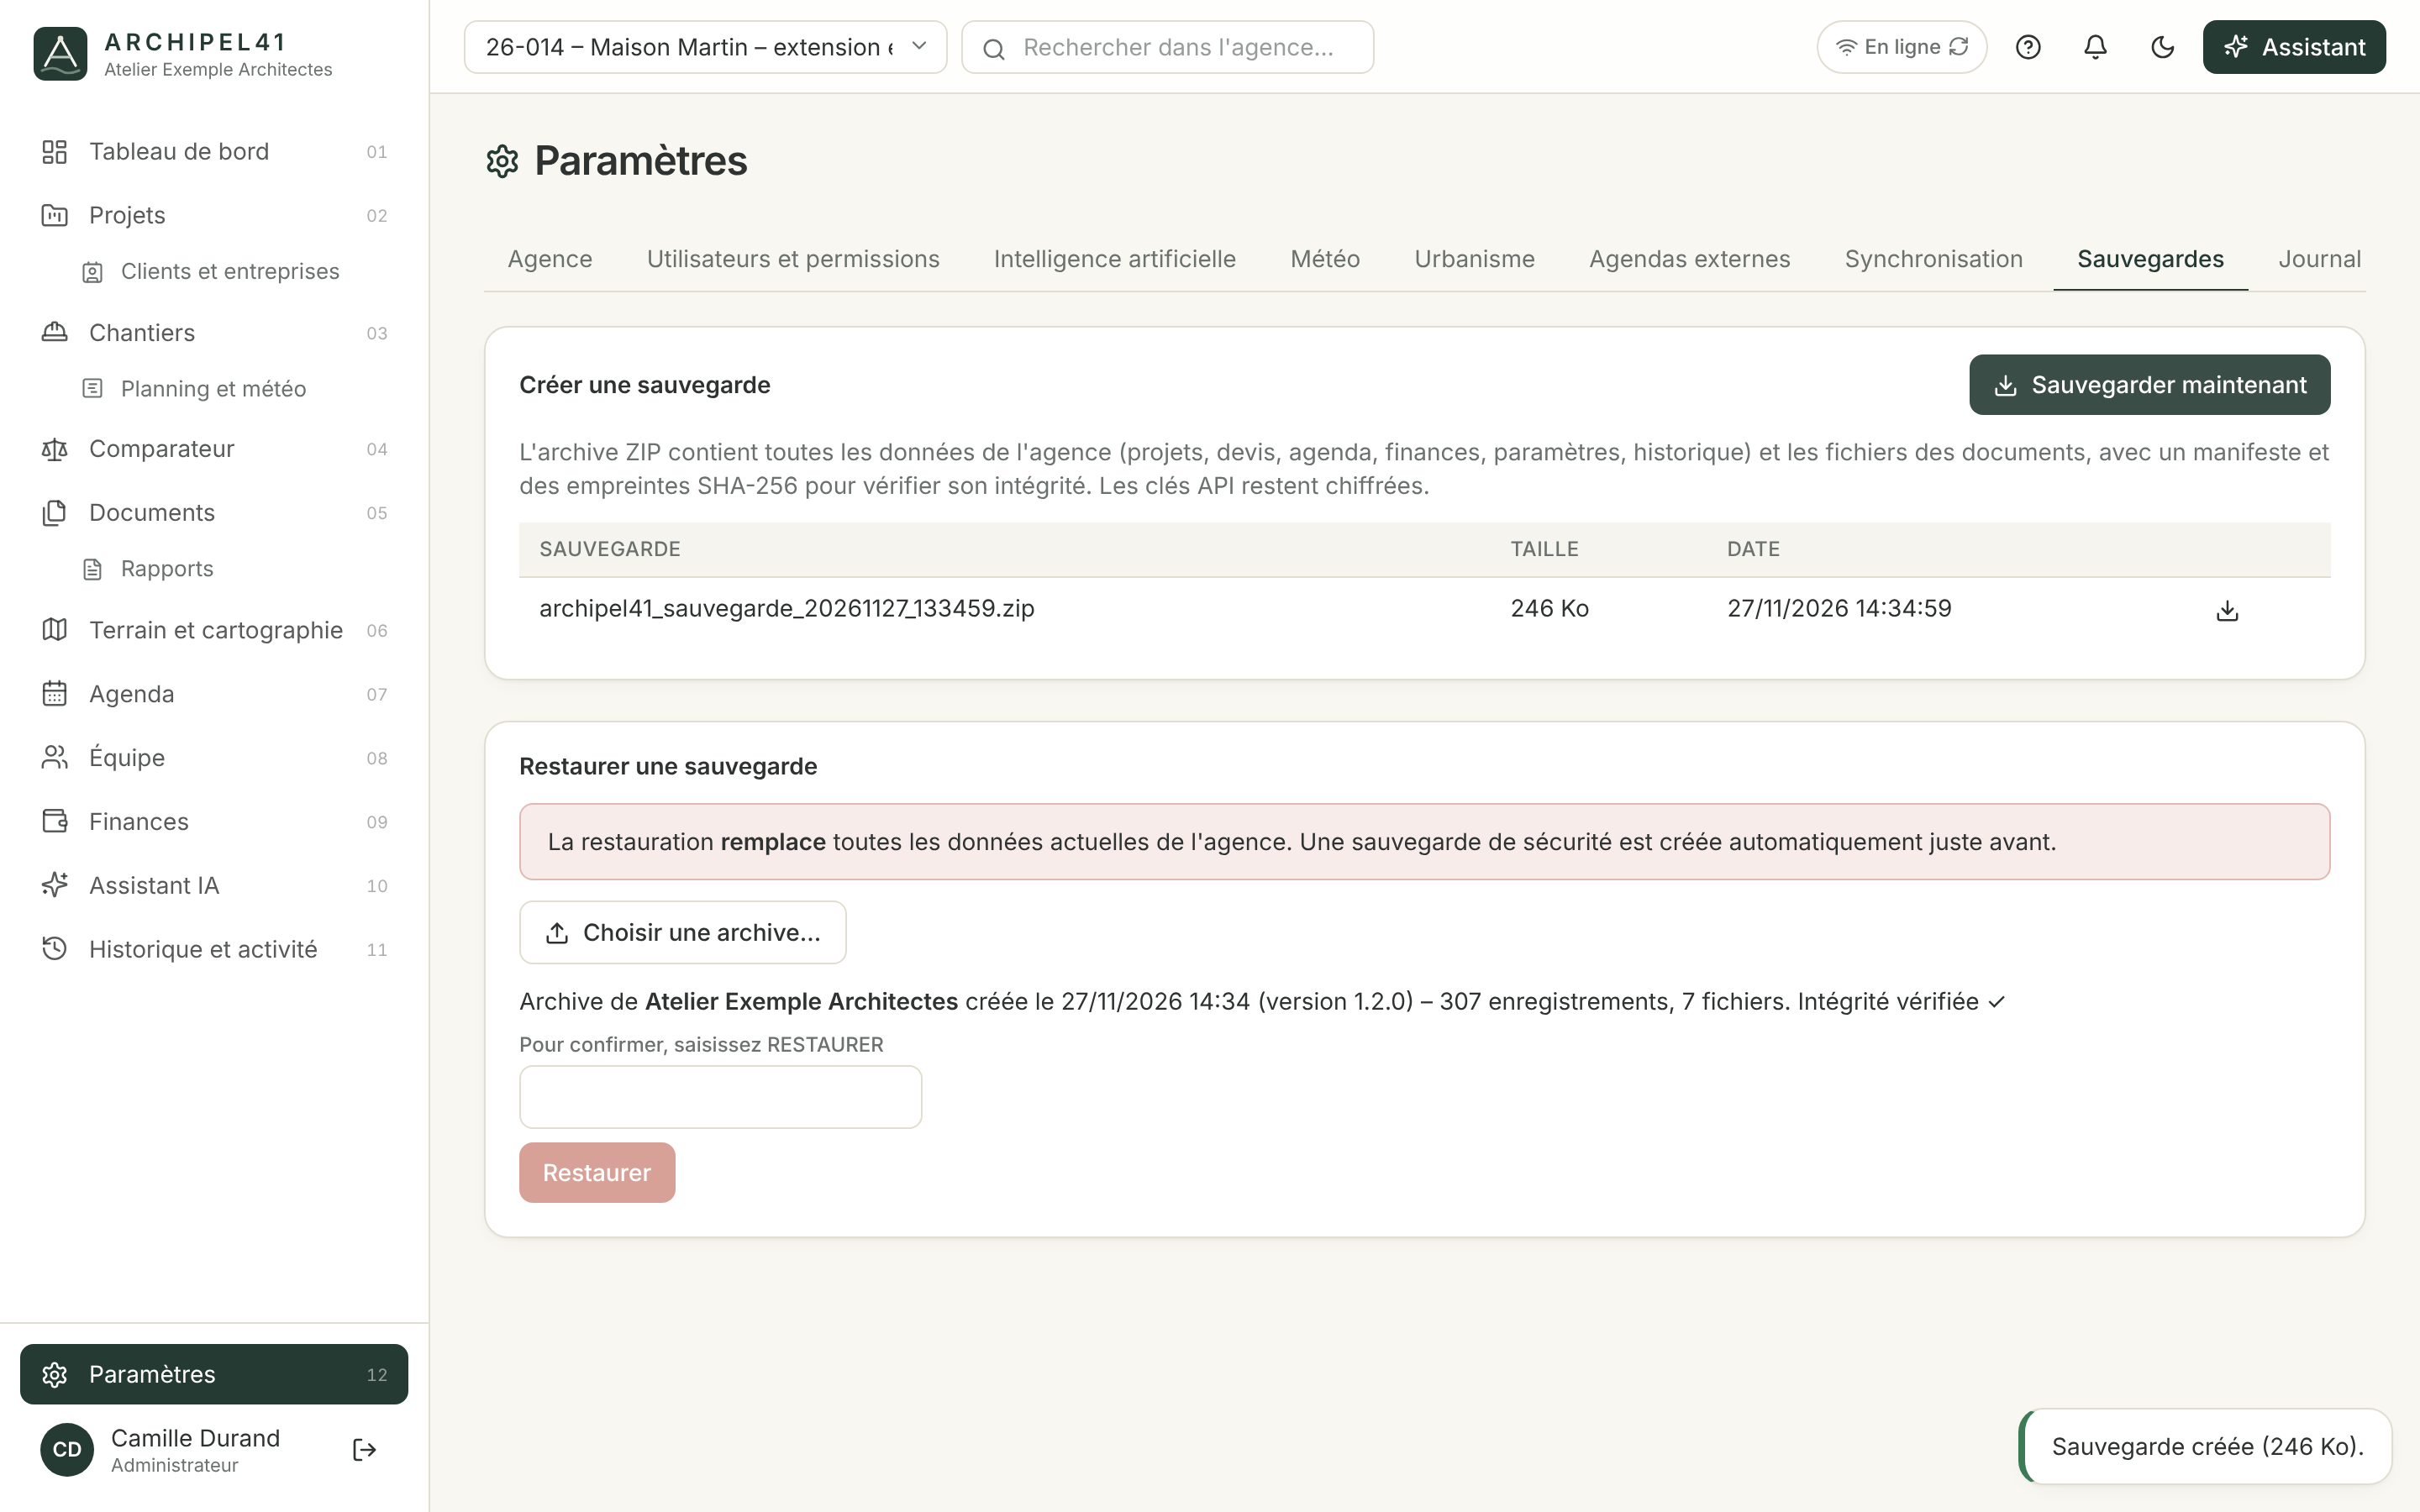 ARCHIPEL41
Atelier Exemple Architectes
Tableau de bord 01
Projets 02
Clients et entreprises
Chantiers 03
Planning et météo
Comparateur 04
Documents 05
Rapports
Terrain et cartographie 06
Agenda 07
Équipe 08
Finances 09
Assistant IA 10
Historique et activité 11
Paramètres 12
CD
Camille Durand
Administrateur
26-014 – Maison Martin – extension
Rechercher dans l'agence...
En ligne
Assistant
Paramètres
Agence Utilisateurs et permissions Intelligence artificielle Météo Urbanisme Agendas externes Synchronisation Sauvegardes Journal
Créer une sauvegarde
Sauvegarder maintenant
L'archive ZIP contient toutes les données de l'agence (projets, devis, agenda, finances, paramètres, historique) et les fichiers des documents, avec un manifeste et
des empreintes SHA-256 pour vérifier son intégrité. Les clés API restent chiffrées.
SAUVEGARDE TAILLE DATE
archipel41_sauvegarde_20261127_133459.zip 246 Ko 27/11/2026 14:34:59
Restaurer une sauvegarde
La restauration remplace toutes les données actuelles de l'agence. Une sauvegarde de sécurité est créée automatiquement juste avant.
Choisir une archive...
Archive de Atelier Exemple Architectes créée le 27/11/2026 14:34 (version 1.2.0) – 307 enregistrements, 7 fichiers. Intégrité vérifiée ✓
Pour confirmer, saisissez RESTAURER
Restaurer
Sauvegarde créée (246 Ko).